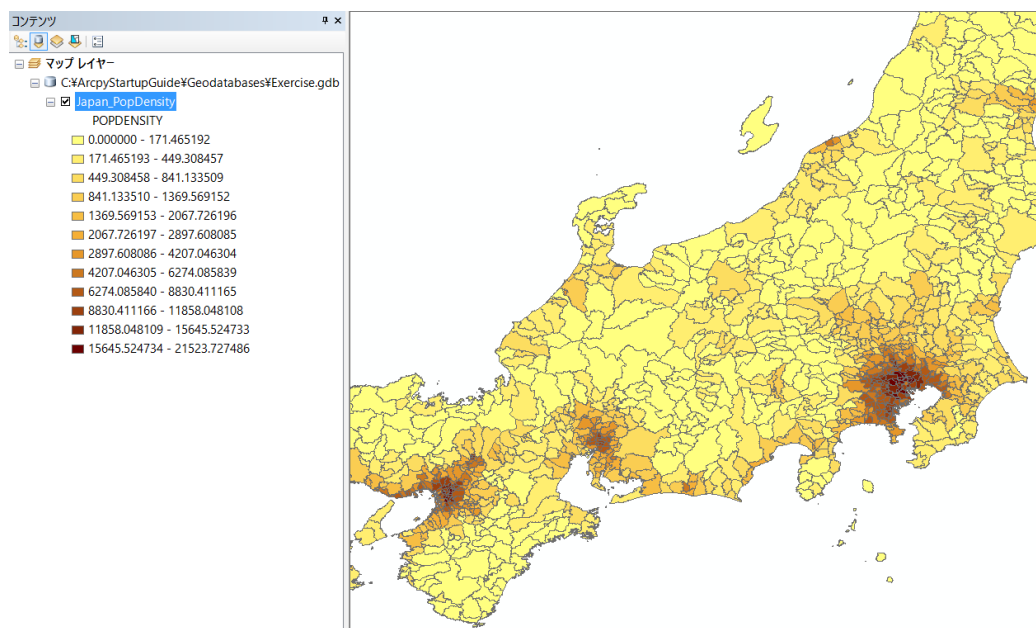 コンテンツ
マップ レイヤー
C:¥ArcpyStartupGuide¥Geodatabases¥Exercise.gdb
Japan_PopDensity
POPDENSITY
0.000000 - 171.465192
171.465193 - 449.308457
449.308458 - 841.133509
841.133510 - 1369.569152
1369.569153 - 2067.726196
2067.726197 - 2897.608085
2897.608086 - 4207.046304
4207.046305 - 6274.085839
6274.085840 - 8830.411165
8830.411166 - 11858.048108
11858.048109 - 15645.524733
15645.524734 - 21523.727486